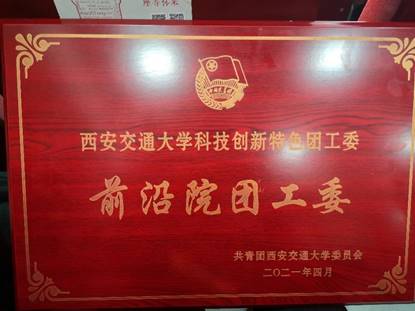 西安交通大学科技创新特色团工委
前沿院团工委
共青团西安交通大学委员会
二〇二一年四月